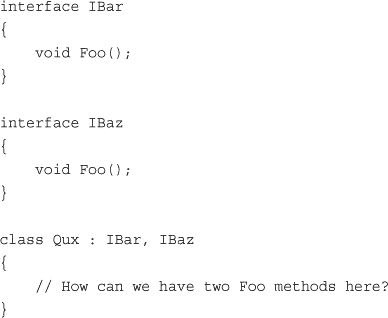 interface IBar
{
    void Foo();
}

interface IBaz
{
    void Foo();
}

class Qux : IBar, IBaz
{
    // How can we have two Foo methods here?
}